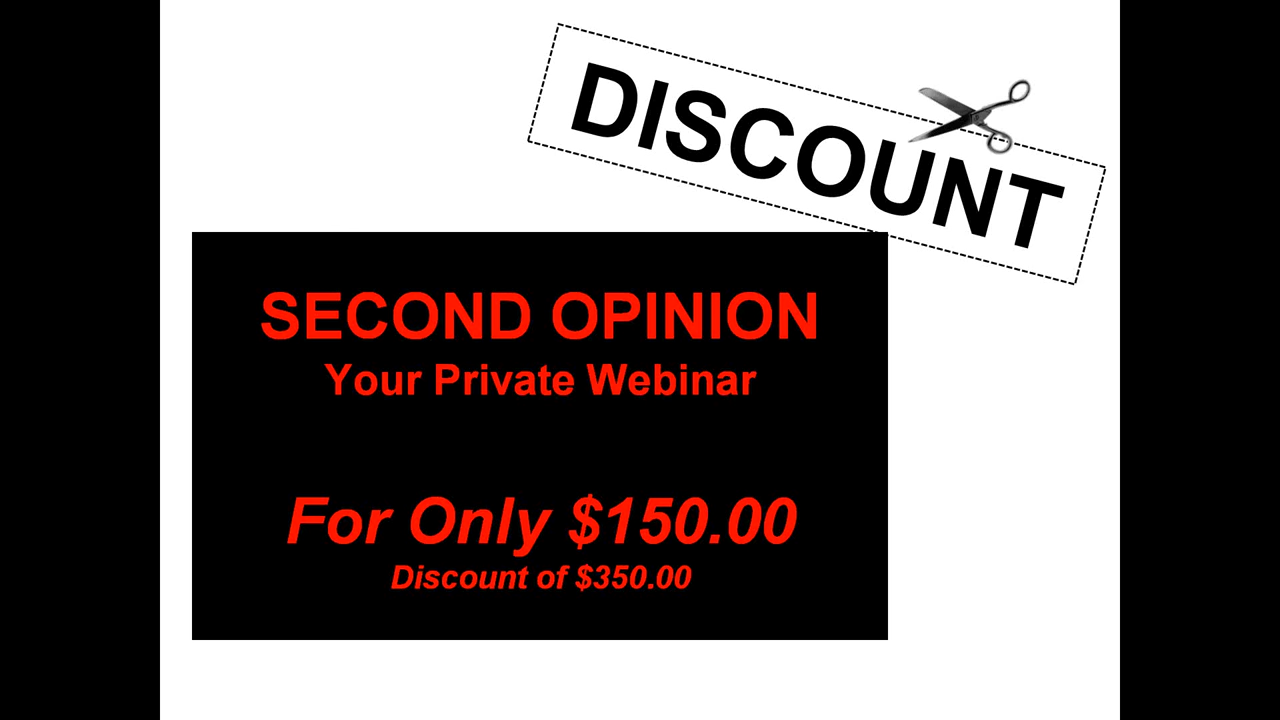 DISCOUNT
SECOND OPINION
Your Private Webinar
For Only $150.00
Discount of $350.00